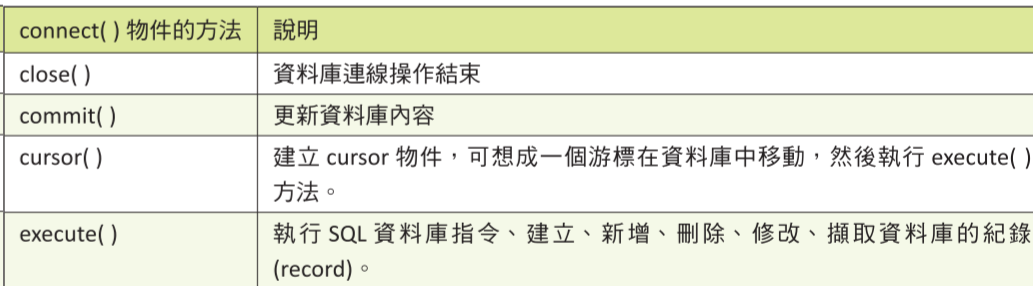 connect( ) 物件的方法 說明
close( ) 資料庫連線操作結束
commit( ) 更新資料庫內容
cursor( ) 建立 cursor 物件，可想成一個游標在資料庫中移動，然後執行 execute( )
方法。
execute( ) 執行 SQL 資料庫指令、建立、新增、刪除、修改、擷取資料庫的紀錄
(record)。